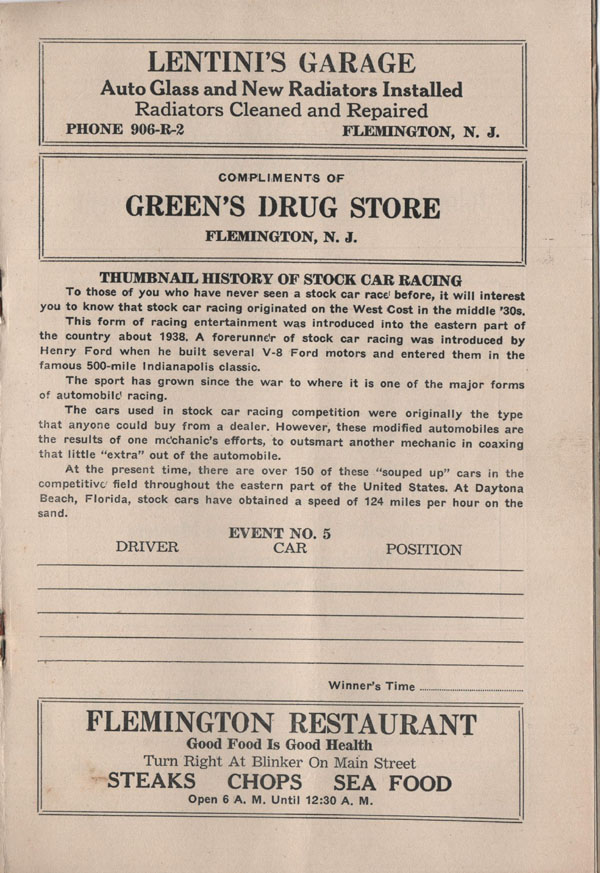 LENTINI'S GARAGE
Auto Glass and New Radiators Installed
Radiators Cleaned and Repaired
PHONE 906-R-2 FLEMINGTON, N. J.
COMPLIMENTS OF
GREEN'S DRUG STORE
FLEMINGTON, N. J.
THUMBNAIL HISTORY OF STOCK CAR RACING
To those of you who have never seen a stock car race before, it will interest
you to know that stock car racing originated on the West Cost in the middle '30s.
This form of racing entertainment was introduced into the eastern part of
the country about 1938. A forerunner of stock car racing was introduced by
Henry Ford when he built several V-8 Ford motors and entered them in the
famous 500-mile Indianapolis classic.
The sport has grown since the war to where it is one of the major forms
of automobile racing.
The cars used in stock car racing competition were originally the type
that anyone could buy from a dealer. However, these modified automobiles are
the results of one mechanic's efforts, to outsmart another mechanic in coaxing
that little "extra" out of the automobile.
At the present time, there are over 150 of these "souped up" cars in the
competitive field throughout the eastern part of the United States. At Daytona
Beach, Florida, stock cars have obtained a speed of 124 miles per hour on the
sand.
EVENT NO. 5
DRIVER CAR POSITION
Winner's Time
FLEMINGTON RESTAURANT
Good Food Is Good Health
Turn Right At Blinker On Main Street
STEAKS CHOPS SEA FOOD
Open 6 A. M. Until 12:30 A. M.